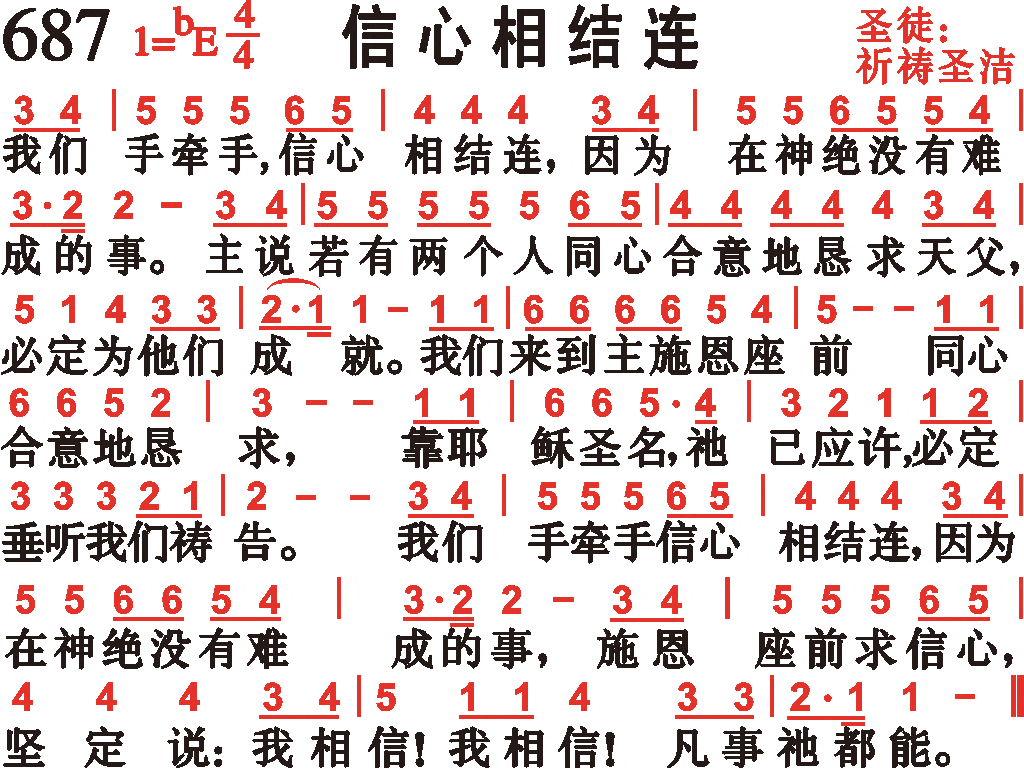 687 1=ᵇE 4/4 信心相结连 圣徒:
祈祷圣洁
3 4 | 5 5 5 6 5 | 4 4 4 3 4 | 5 5 6 5 5 4 |
我们 手牵手,信心 相结连, 因为 在神绝没有难
3·2 2 - 3 4 | 5 5 5 5 5 6 5 | 4 4 4 4 4 3 4 |
成的事。主说若有两个人同心合意地恳求天父,
5 1 4 3 3 | 2·1 1 - 1 1 | 6 6 6 6 5 4 | 5 - - 1 1 |
必定为他们 成 就。我们来到主施恩座 前 同心
6 6 5 2 | 3 - - 1 1 | 6 6 5·4 | 3 2 1 1 2 |
合意地恳 求, 靠耶 稣圣名,祂 已应许,必定
3 3 3 2 1 | 2 - - 3 4 | 5 5 5 6 5 | 4 4 4 3 4 |
垂听我们祷 告。 我们 手牵手信心 相结连,因为
5 5 6 6 5 4 | 3·2 2 - 3 4 | 5 5 5 6 5 |
在神绝没有难 成的事, 施恩 座前求信心,
4 4 4 3 4 | 5 1 1 4 3 3 | 2·1 1 - ‖
坚定说:我相信!我相信! 凡事祂都能。